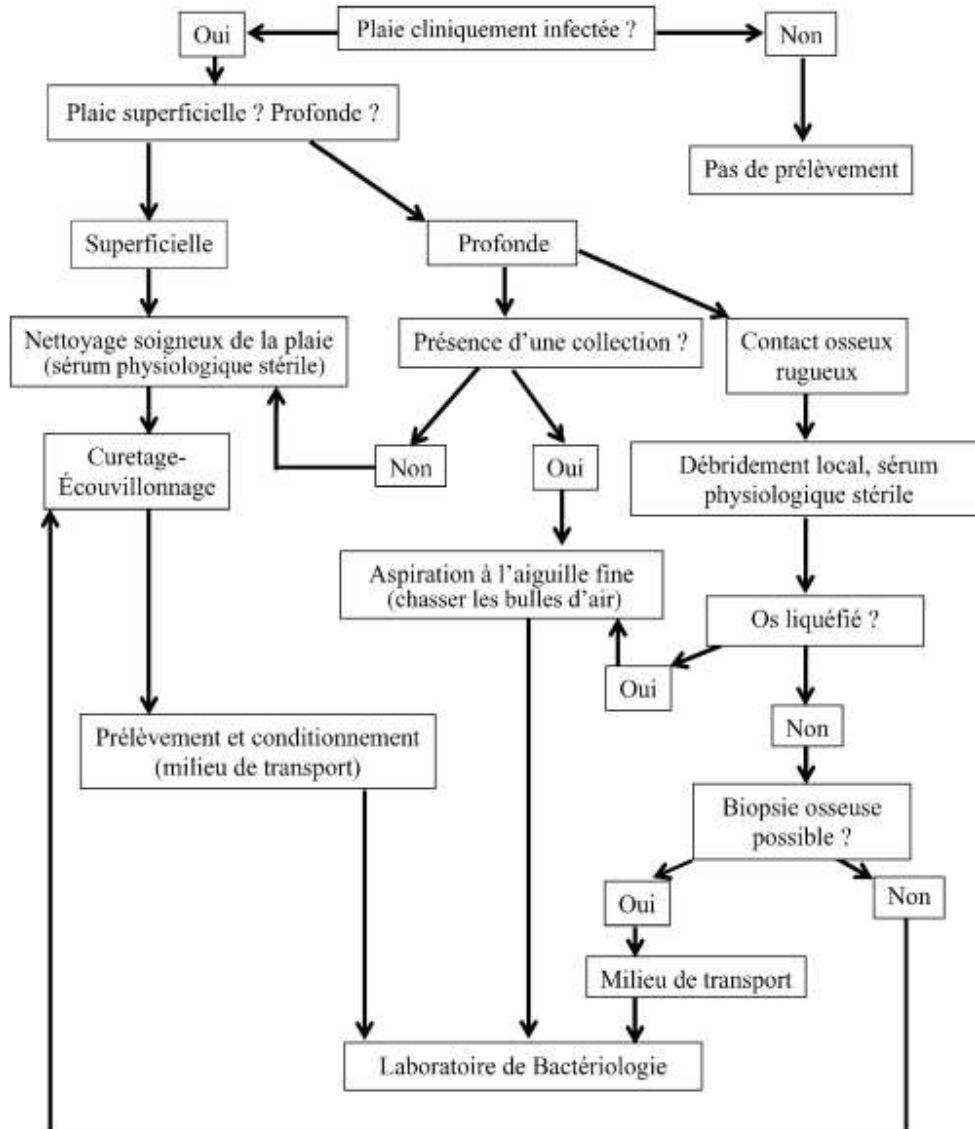 Oui
Plaie cliniquement infectée ?
Non
Plaie superficielle ? Profonde ?
Pas de prélèvement
Superficielle
Profonde
Nettoyage soigneux de la plaie
(sérum physiologique stérile)
Présence d’une collection ?
Contact osseux
rugueux
Curetage-
Écouvillonnage
Non
Oui
Débridement local, sérum
physiologique stérile
Aspiration à l’aiguille fine
(chasser les bulles d’air)
Os liquéfié ?
Oui
Non
Prélèvement et conditionnement
(milieu de transport)
Biopsie osseuse
possible ?
Oui
Non
Milieu de transport
Laboratoire de Bactériologie